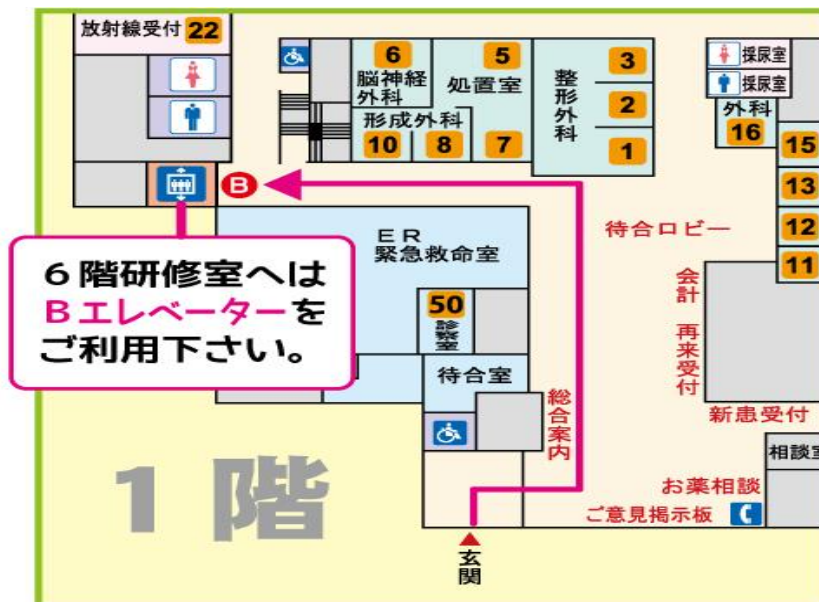 放射線受付 22
6
脳神経
外科
5
処置室
形成外科
10
8
7
整形外科
3
2
1
採尿室
採尿室
外科
16
15
13
12
11
B
ER
緊急救命室
50
診察室
待合室
待合ロビー
会計
再来受付
新患受付
相談室
総合案内
お薬相談
ご意見掲示板
玄関
6階研修室へは
Bエレベーターを
ご利用下さい。
1階